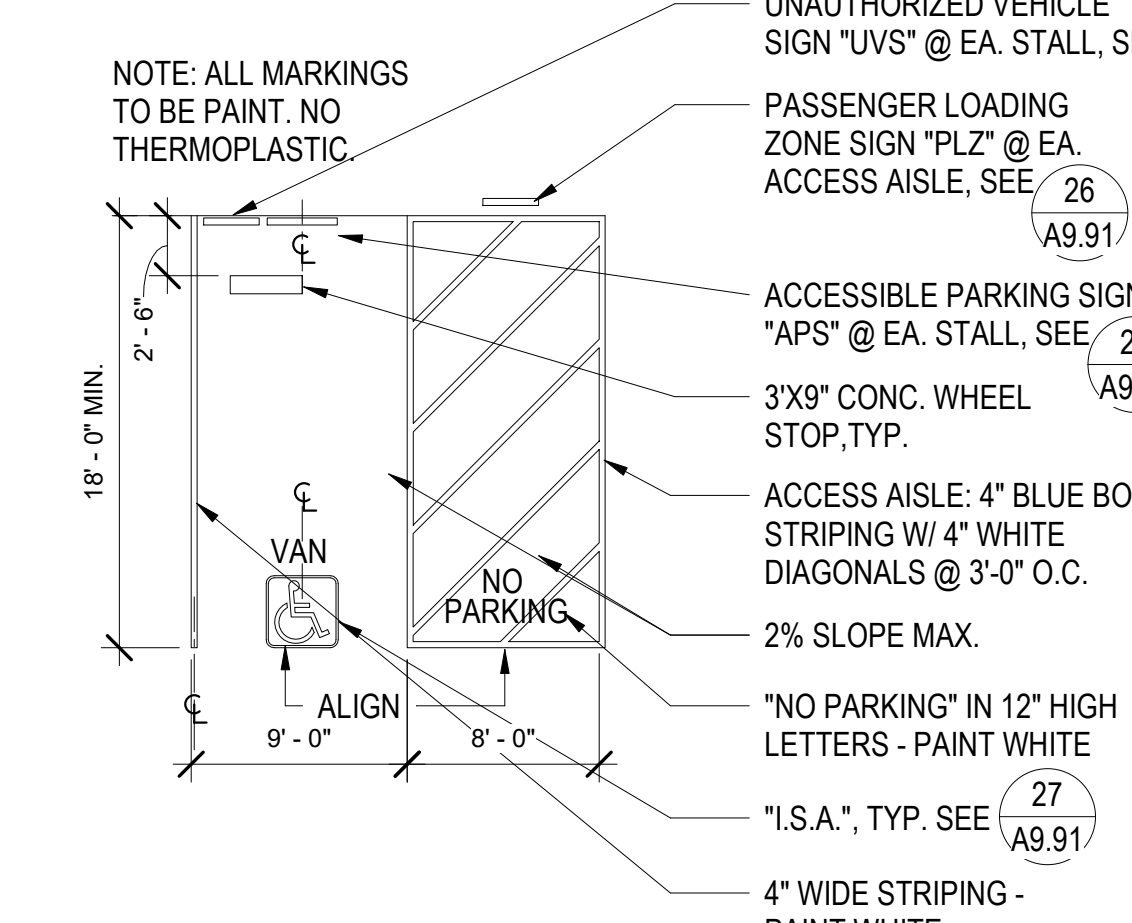 UNAUTHORIZED VEHICLE
SIGN "UVS" @ EA. STALL,
NOTE: ALL MARKINGS
TO BE PAINT. NO
THERMOPLASTIC.
PASSENGER LOADING
ZONE SIGN "PLZ" @ EA.
ACCESS AISLE, SEE
26
A9.91
ACCESSIBLE PARKING SIGN
"APS" @ EA. STALL, SEE
3'X9" CONC. WHEEL
STOP,TYP.
ACCESS AISLE: 4" BLUE
STRIPING W/ 4" WHITE
DIAGONALS @ 3'-0" O.C.
2% SLOPE MAX.
"NO PARKING" IN 12" HIGH
LETTERS - PAINT WHITE
"I.S.A.", TYP. SEE
27
A9.91
4" WIDE STRIPING -
PAINT WHITE
2' - 6"
18' - 0" MIN.
VAN
NO
PARKING
ALIGN
9' - 0"
8' - 0"